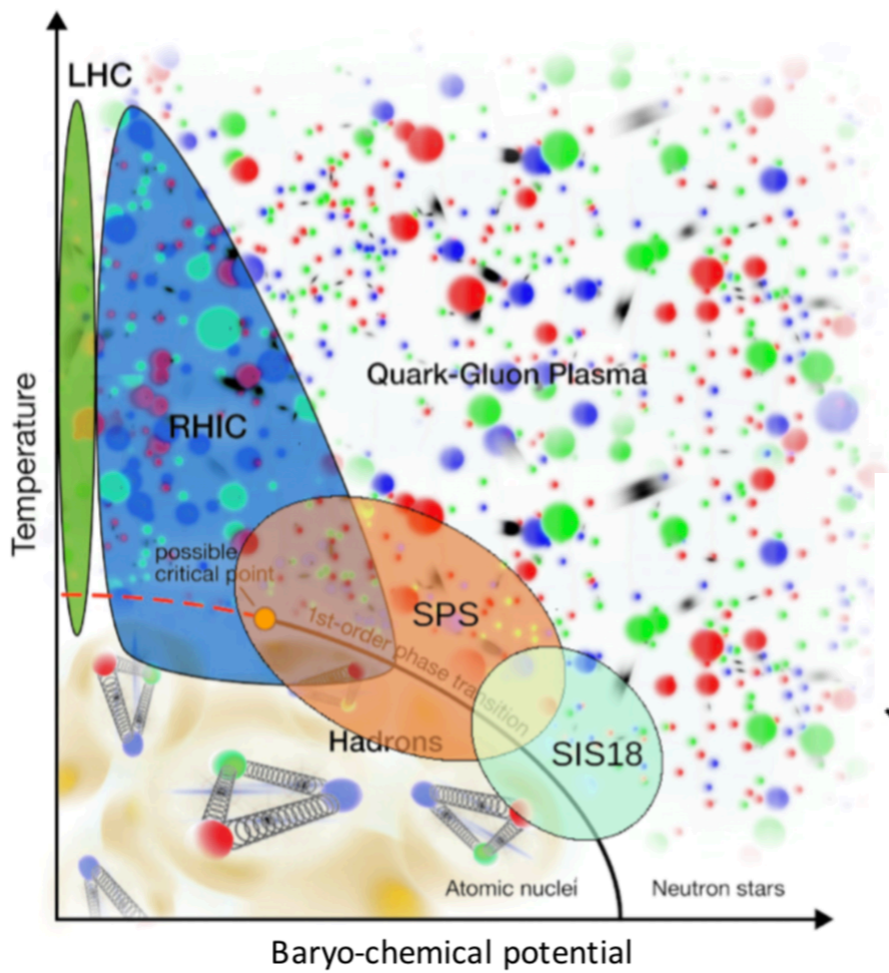 LHC
Temperature
Quark-Gluon Plasma
RHIC
possible
critical point
1st-order phase transition
SPS
Hadrons
SIS18
Atomic nuclei
Neutron stars
Baryo-chemical potential